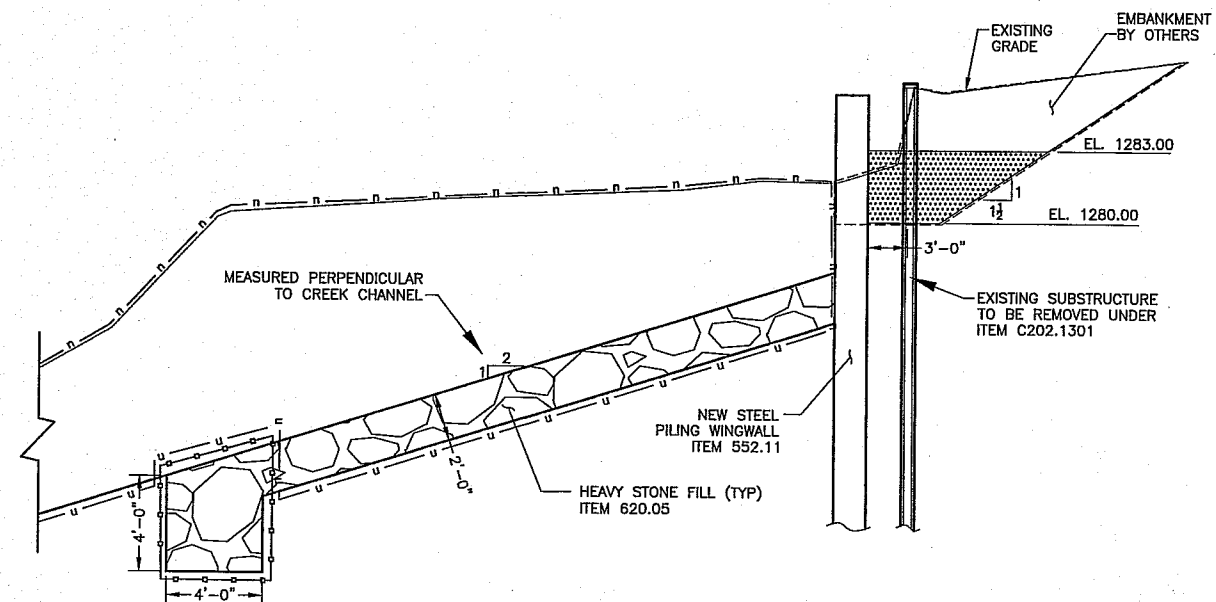 EXISTING
GRADE
EMBANKMENT
BY OTHERS
EL. 1283.00
1
1½
EL. 1280.00
3'-0"
MEASURED PERPENDICULAR
TO CREEK CHANNEL
EXISTING SUBSTRUCTURE
TO BE REMOVED UNDER
ITEM C202.1301
2
1
NEW STEEL
PILING WINGWALL
ITEM 552.11
2'-0"
HEAVY STONE FILL (TYP)
ITEM 620.05
4'-0"
4'-0"